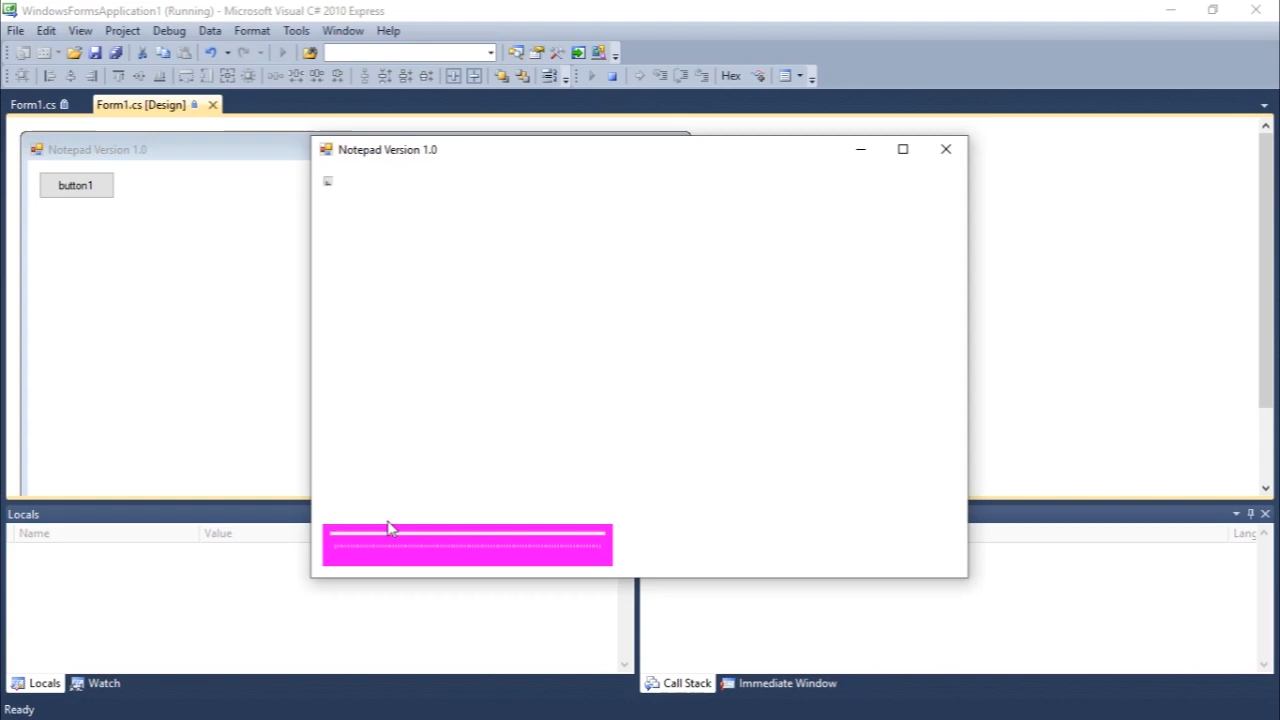 WindowsFormsApplication1 (Running) - Microsoft Visual C# 2010 Express
File Edit View Project Debug Data Format Tools Window Help
Hex
Form1.cs Form1.cs [Design]
Notepad Version 1.0
button1
Notepad Version 1.0
Locals
Name Value Lang
Locals Watch Call Stack Immediate Window
Ready